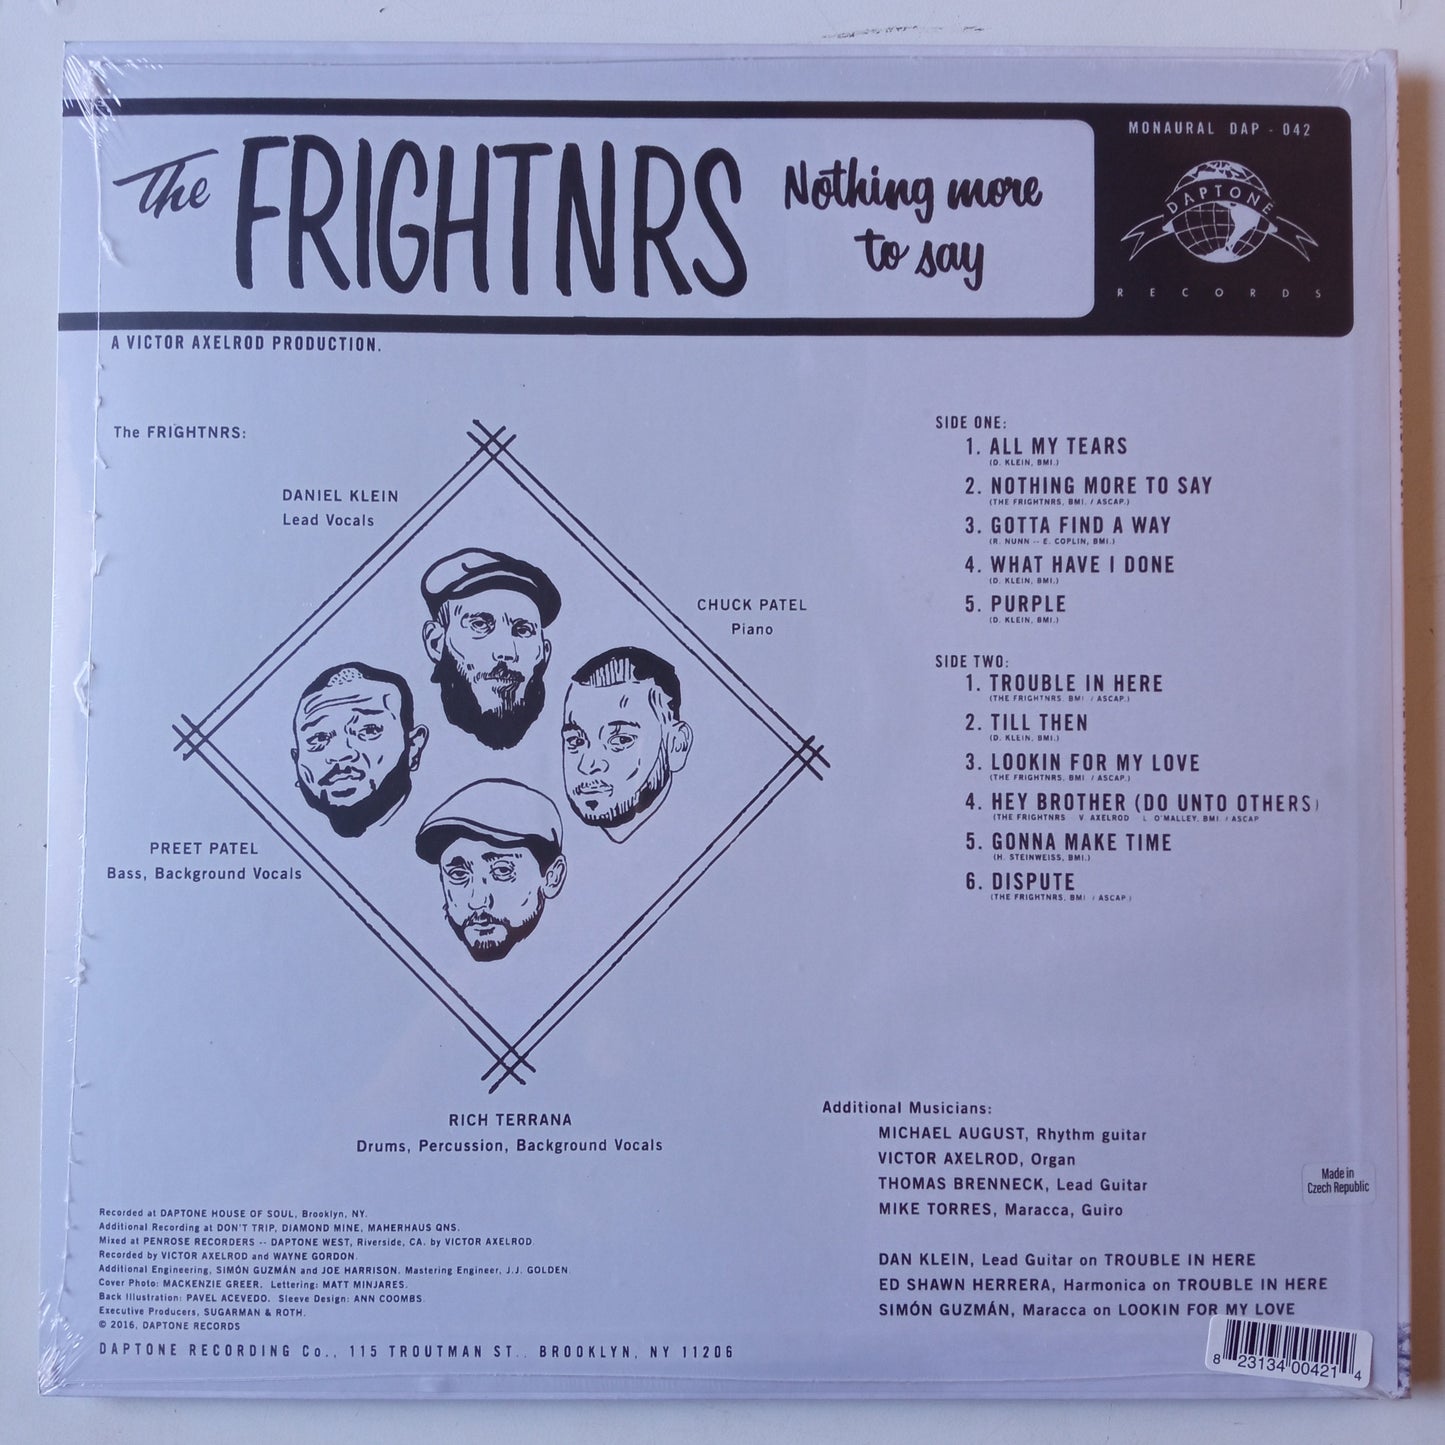 The FRIGHTNRS
Nothing more
to say
MONAURAL DAP - 042
DAPTONE
RECORDS
A VICTOR AXELROD PRODUCTION.
The FRIGHTNRS:
DANIEL KLEIN
Lead Vocals
CHUCK PATEL
Piano
PREET PATEL
Bass, Background Vocals
RICH TERRANA
Drums, Percussion, Background Vocals
SIDE ONE:
1. ALL MY TEARS
(D. KLEIN, BMI.)
2. NOTHING MORE TO SAY
(THE FRIGHTNRS, BMI. / ASCAP.)
3. GOTTA FIND A WAY
(R. NUNN -- E. COPLIN, BMI.)
4. WHAT HAVE I DONE
(D. KLEIN, BMI.)
5. PURPLE
(D. KLEIN, BMI.)
SIDE TWO:
1. TROUBLE IN HERE
(THE FRIGHTNRS, BMI / ASCAP.)
2. TILL THEN
(D. KLEIN, BMI.)
3. LOOKIN FOR MY LOVE
(THE FRIGHTNRS, BMI. / ASCAP.)
4. HEY BROTHER (DO UNTO OTHERS)
(THE FRIGHTNRS V. AXELROD L. O'MALLEY, BMI. / ASCAP
5. GONNA MAKE TIME
(H. STEINWEISS, BMI.)
6. DISPUTE
(THE FRIGHTNRS, BMI / ASCAP)
Additional Musicians:
MICHAEL AUGUST, Rhythm guitar
VICTOR AXELROD, Organ
THOMAS BRENNECK, Lead Guitar
MIKE TORRES, Maracca, Guiro
DAN KLEIN, Lead Guitar on TROUBLE IN HERE
ED SHAWN HERRERA, Harmonica on TROUBLE IN HERE
SIMÓN GUZMÁN, Maracca on LOOKIN FOR MY LOVE
Made in
Czech Republic
Recorded at DAPTONE HOUSE OF SOUL, Brooklyn, NY.
Additional Recording at DON'T TRIP, DIAMOND MINE, MAHERHAUS QNS.
Mixed at PENROSE RECORDERS -- DAPTONE WEST, Riverside, CA. by VICTOR AXELROD.
Recorded by VICTOR AXELROD and WAYNE GORDON.
Additional Engineering, SIMÓN GUZMÁN and JOE HARRISON. Mastering Engineer, J.J. GOLDEN.
Cover Photo: MACKENZIE GREER. Lettering: MATT MINJARES.
Back Illustration: PAVEL ACEVEDO. Sleeve Design: ANN COOMBS.
Executive Producers, SUGARMAN & ROTH.
© 2016, DAPTONE RECORDS
DAPTONE RECORDING Co., 115 TROUTMAN ST.. BROOKLYN, NY 11206
8 23134 00421 4